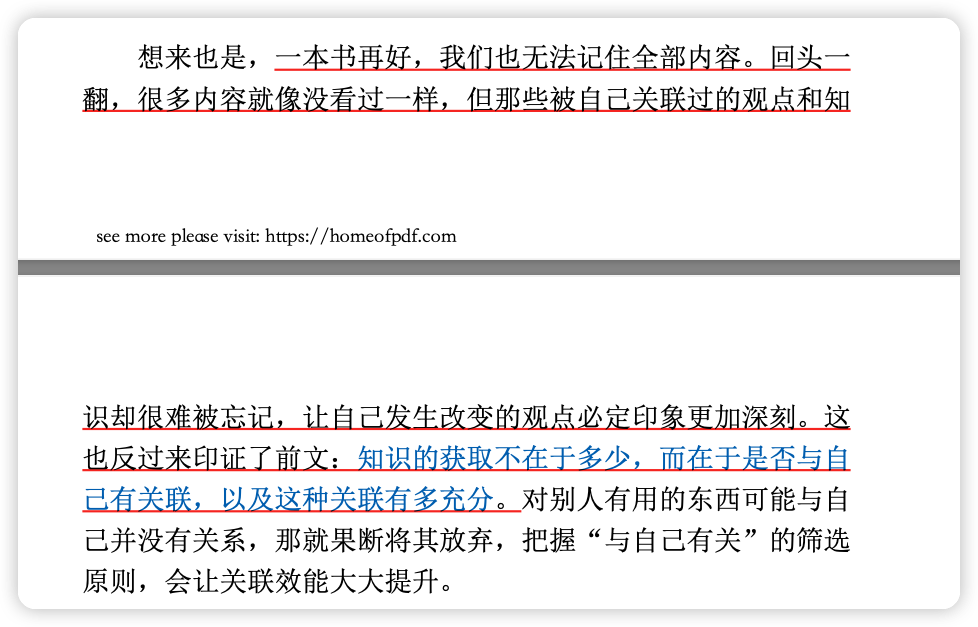 想来也是，一本书再好，我们也无法记住全部内容。回头一
翻，很多内容就像没看过一样，但那些被自己关联过的观点和知
see more please visit: https://homeofpdf.com
识却很难被忘记，让自己发生改变的观点必定印象更加深刻。这
也反过来印证了前文：知识的获取不在于多少，而在于是否与自
己有关联，以及这种关联有多充分。对别人有用的东西可能与自
己并没有关系，那就果断将其放弃，把握“与自己有关”的筛选
原则，会让关联效能大大提升。